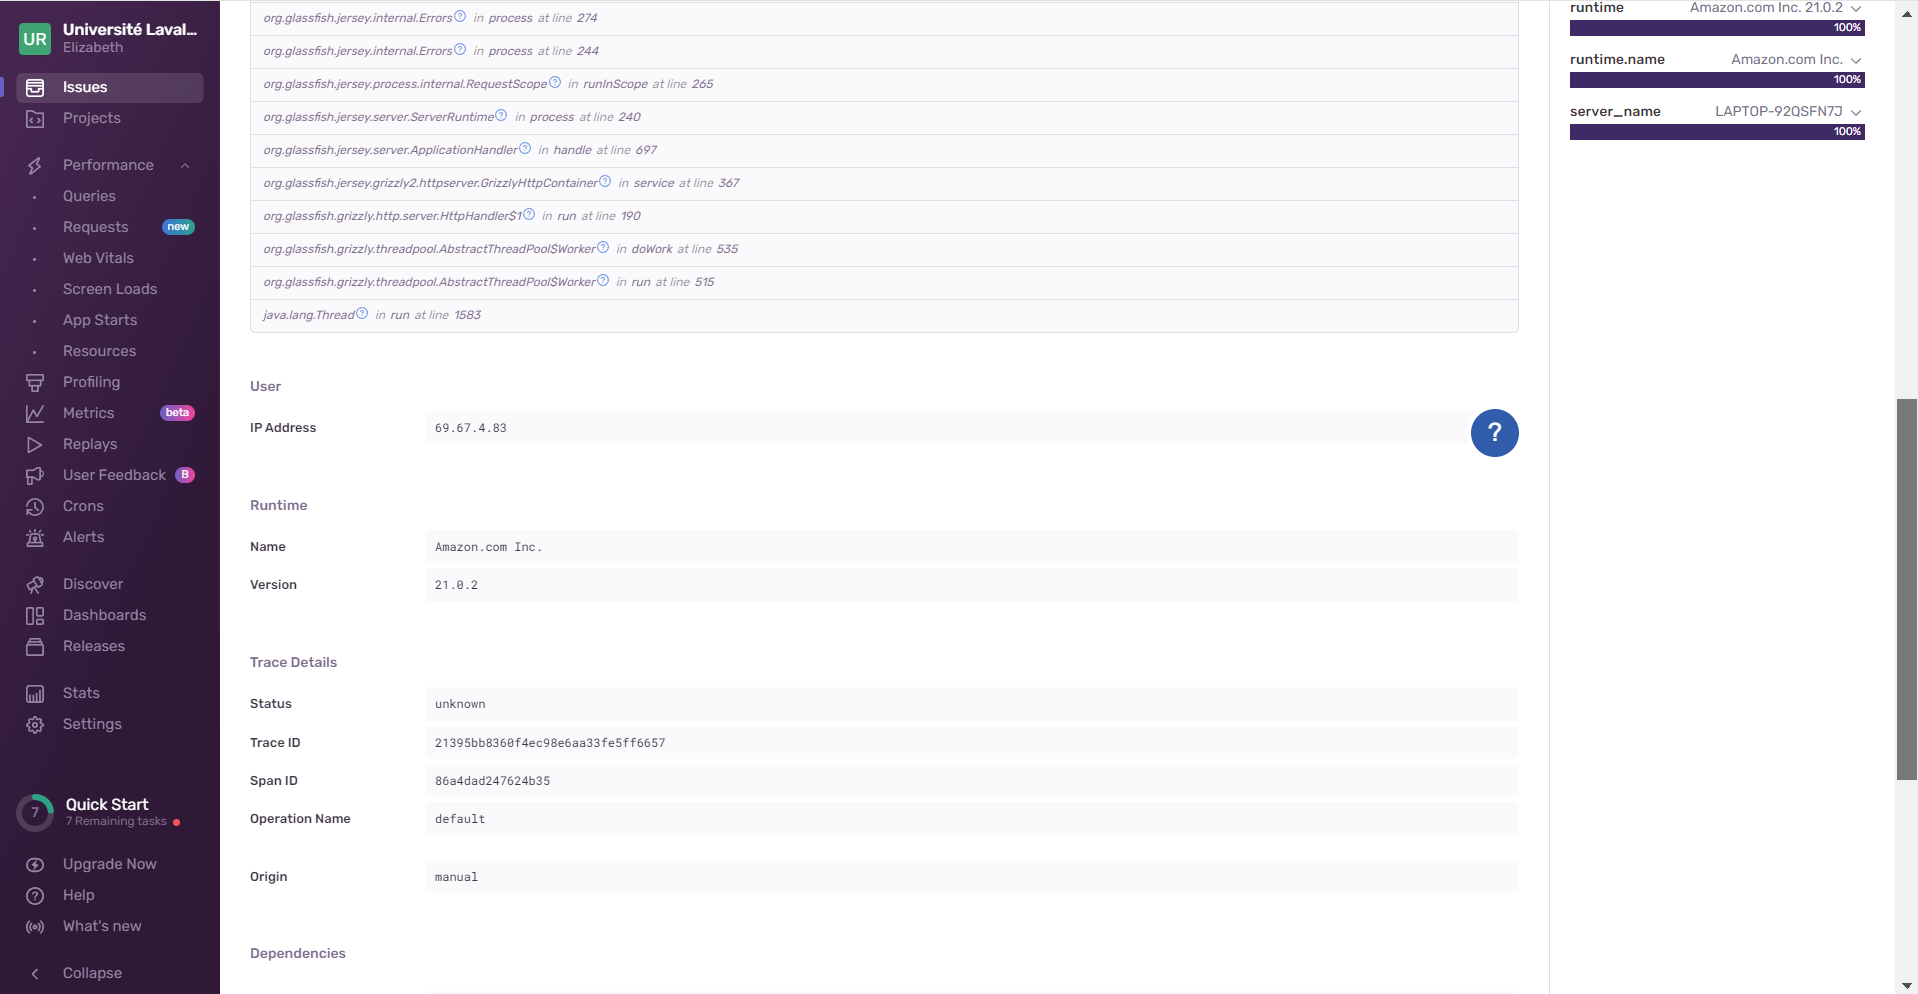 UR
Université Laval...
Elizabeth
Issues
Projects
Performance
Queries
Requests new
Web Vitals
Screen Loads
App Starts
Resources
Profiling
Metrics beta
Replays
User Feedback B
Crons
Alerts
Discover
Dashboards
Releases
Stats
Settings
7
Quick Start
7 Remaining tasks
Upgrade Now
Help
What's new
Collapse
org.glassfish.jersey.internal.Errors in process at line 274
org.glassfish.jersey.internal.Errors in process at line 244
org.glassfish.jersey.process.internal.RequestScope in runInScope at line 265
org.glassfish.jersey.server.ServerRuntime in process at line 240
org.glassfish.jersey.server.ApplicationHandler in handle at line 697
org.glassfish.jersey.grizzly2.httpserver.GrizzlyHttpContainer in service at line 367
org.glassfish.grizzly.http.server.HttpHandler$1 in run at line 190
org.glassfish.grizzly.threadpool.AbstractThreadPool$Worker in doWork at line 535
org.glassfish.grizzly.threadpool.AbstractThreadPool$Worker in run at line 515
java.lang.Thread in run at line 1583
User
IP Address 69.67.4.83
?
Runtime
Name Amazon.com Inc.
Version 21.0.2
Trace Details
Status unknown
Trace ID 21395bb8360f4ec98e6aa33fe5ff6657
Span ID 86a4dad247624b35
Operation Name default
Origin manual
Dependencies
runtime Amazon.com Inc. 21.0.2
100%
runtime.name Amazon.com Inc.
100%
server_name LAPTOP-92QSFN7J
100%